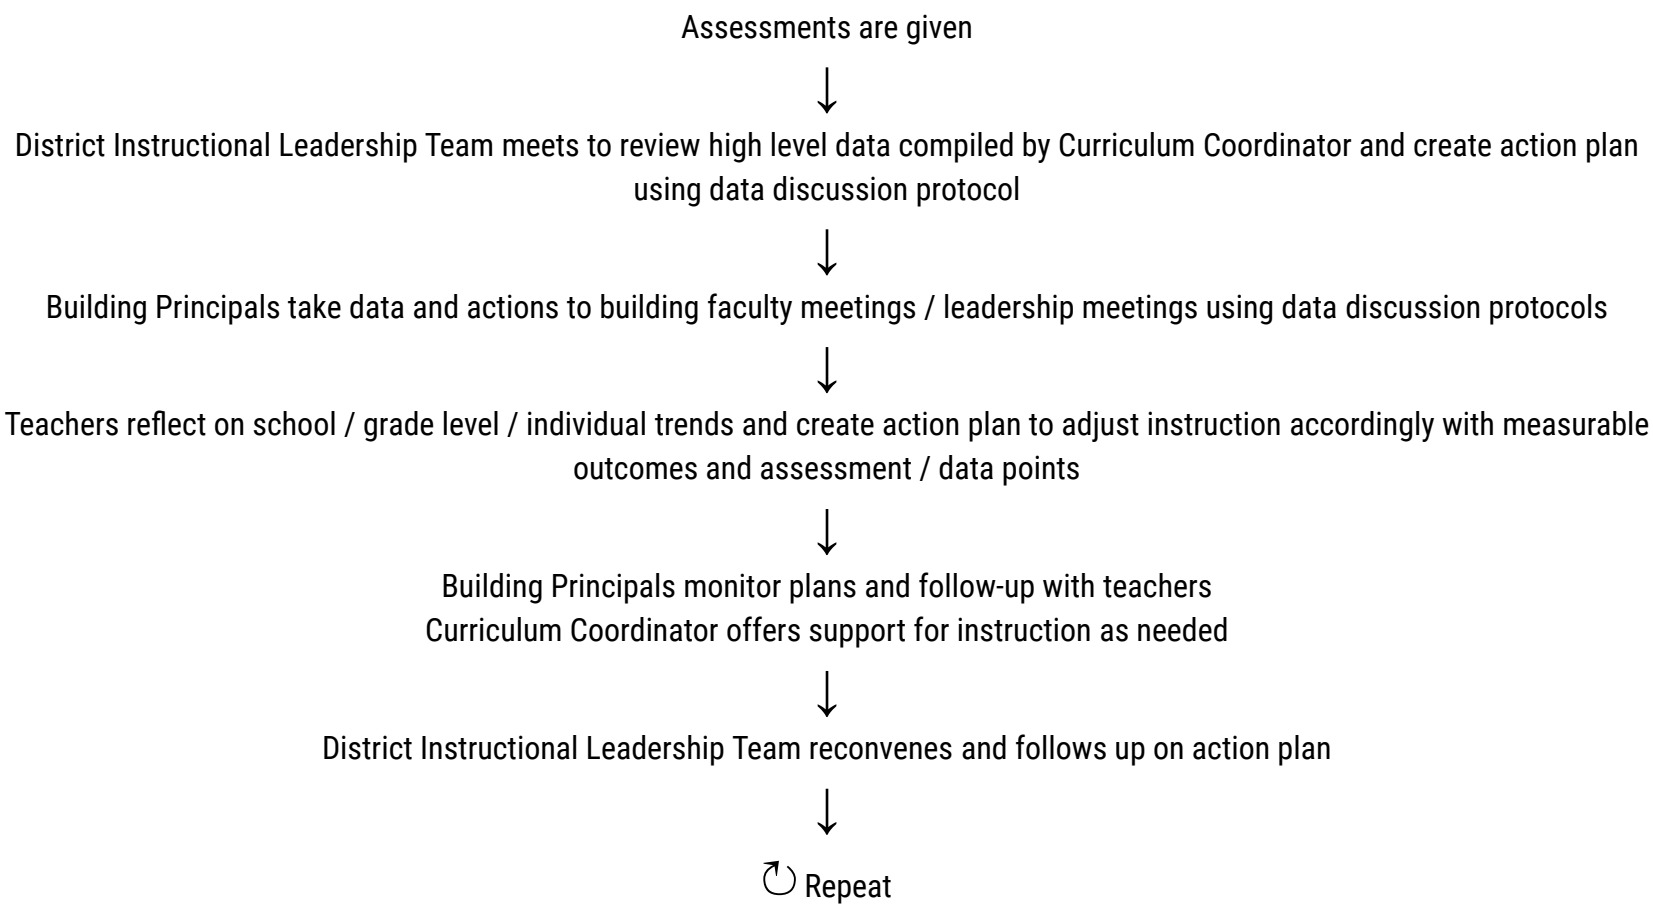 Assessments are given
↓
District Instructional Leadership Team meets to review high level data compiled by Curriculum Coordinator and create action plan
using data discussion protocol
↓
Building Principals take data and actions to building faculty meetings / leadership meetings using data discussion protocols
↓
Teachers reflect on school / grade level / individual trends and create action plan to adjust instruction accordingly with measurable
outcomes and assessment / data points
↓
Building Principals monitor plans and follow-up with teachers
Curriculum Coordinator offers support for instruction as needed
↓
District Instructional Leadership Team reconvenes and follows up on action plan
↓
↻ Repeat